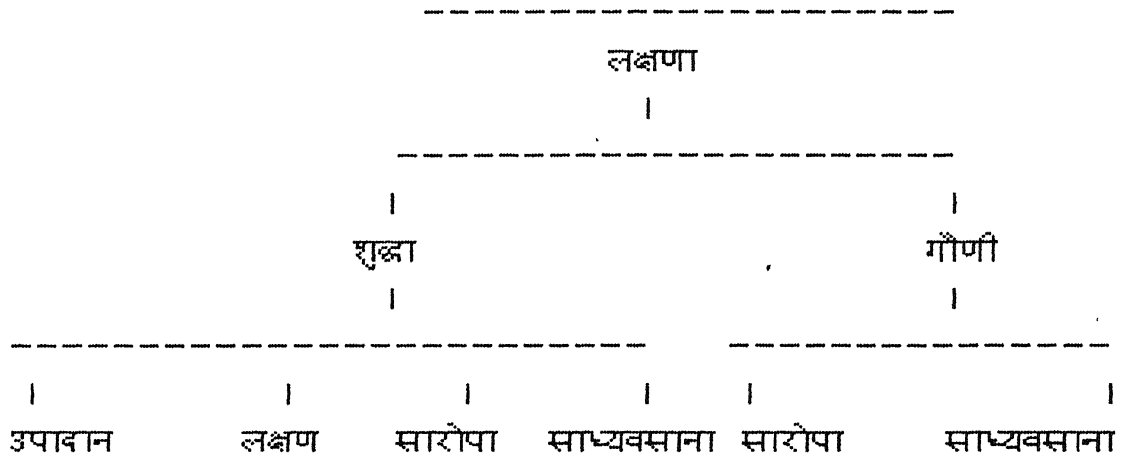 लक्षणा
शुद्धा गौणी
उपादान लक्षण सारोपा साध्यवसाना सारोपा साध्यवसाना